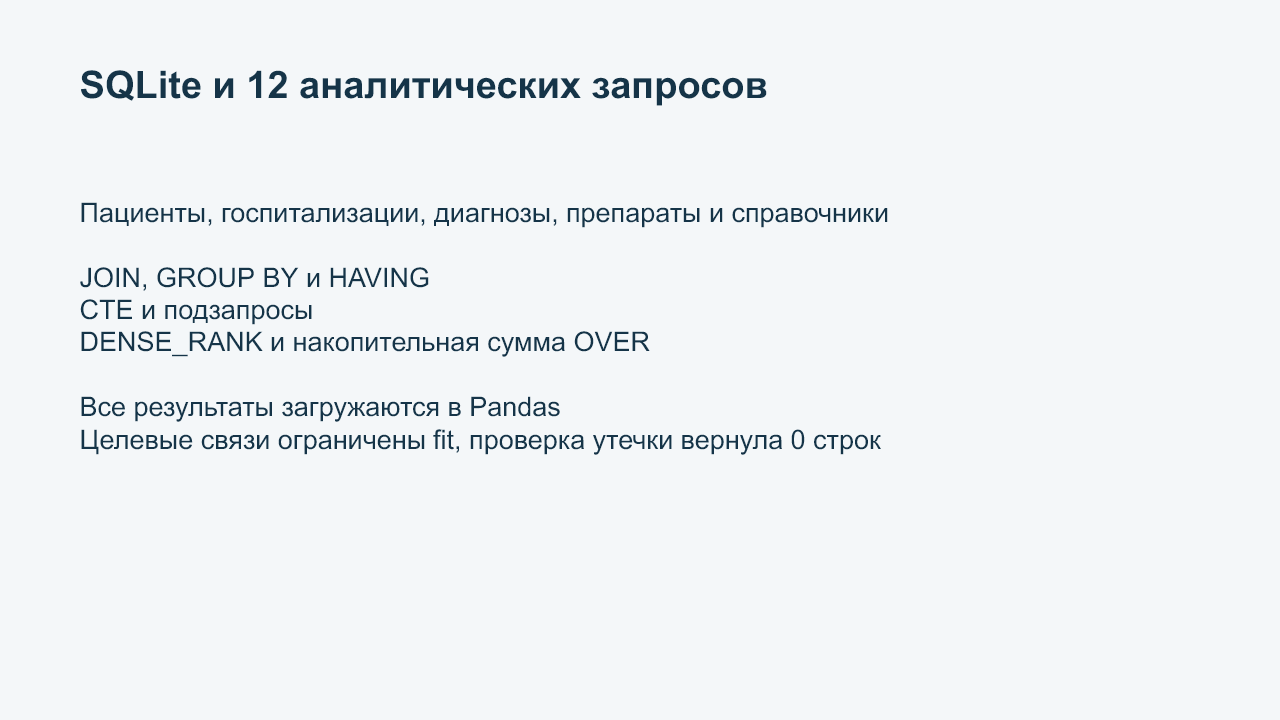 SQLite и 12 аналитических запросов
Пациенты, госпитализации, диагнозы, препараты и справочники
JOIN, GROUP BY и HAVING
CTE и подзапросы
DENSE_RANK и накопительная сумма OVER
Все результаты загружаются в Pandas
Целевые связи ограничены fit, проверка утечки вернула 0 строк